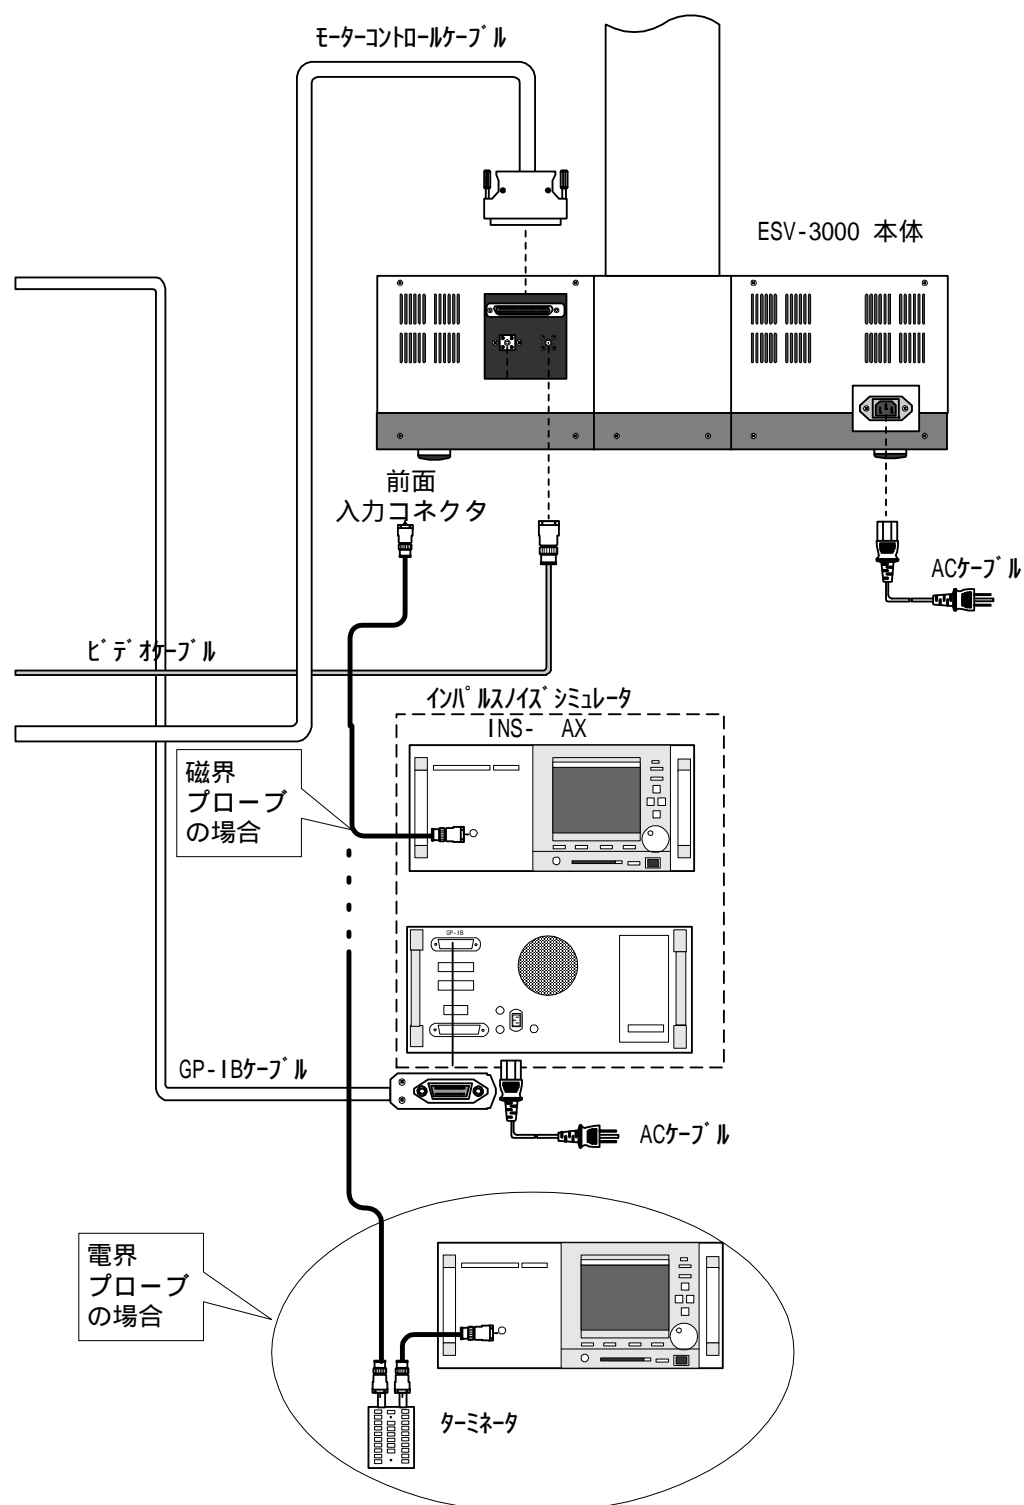 モーターコントロールケーブル
ESV-3000 本体
前面
入力コネクタ
ACケーブル
ビデオケーブル
インパルスノイズシミュレータ
INS-　AX
磁界
プローブ
の場合
GP-IB
GP-IBケーブル
ACケーブル
電界
プローブ
の場合
ターミネータ